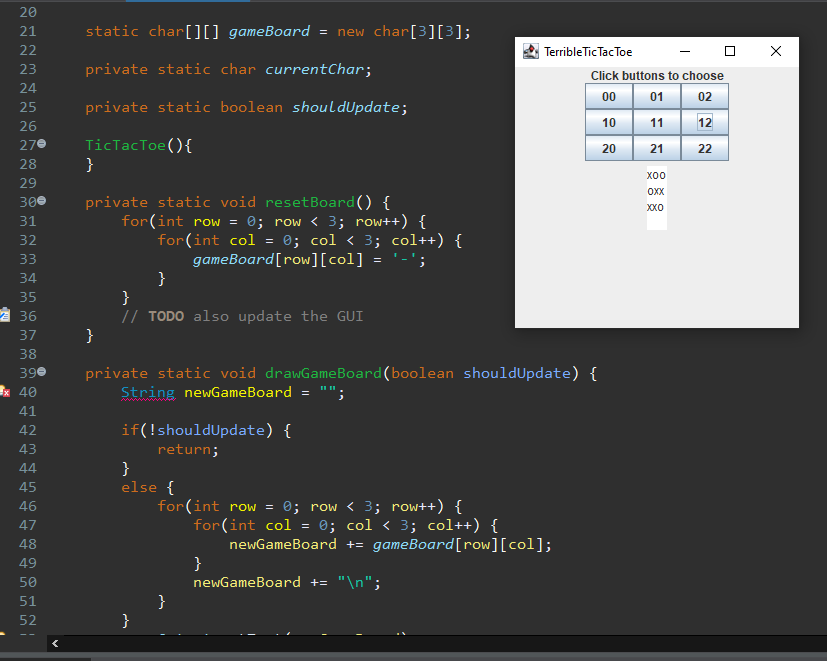 20
21 static char[][] gameBoard = new char[3][3];
22
23 private static char currentChar;
24
25 private static boolean shouldUpdate;
26
27 TicTacToe(){
28 }
29
30 private static void resetBoard() {
31 for(int row = 0; row < 3; row++) {
32 for(int col = 0; col < 3; col++) {
33 gameBoard[row][col] = '-';
34 }
35 }
36 // TODO also update the GUI
37 }
38
39 private static void drawGameBoard(boolean shouldUpdate) {
40 String newGameBoard = "";
41
42 if(!shouldUpdate) {
43 return;
44 }
45 else {
46 for(int row = 0; row < 3; row++) {
47 for(int col = 0; col < 3; col++) {
48 newGameBoard += gameBoard[row][col];
49 }
50 newGameBoard += "\n";
51 }
52 }
TerribleTicTacToe
Click buttons to choose
00 01 02
10 11 12
20 21 22
XOO
OXX
XXO